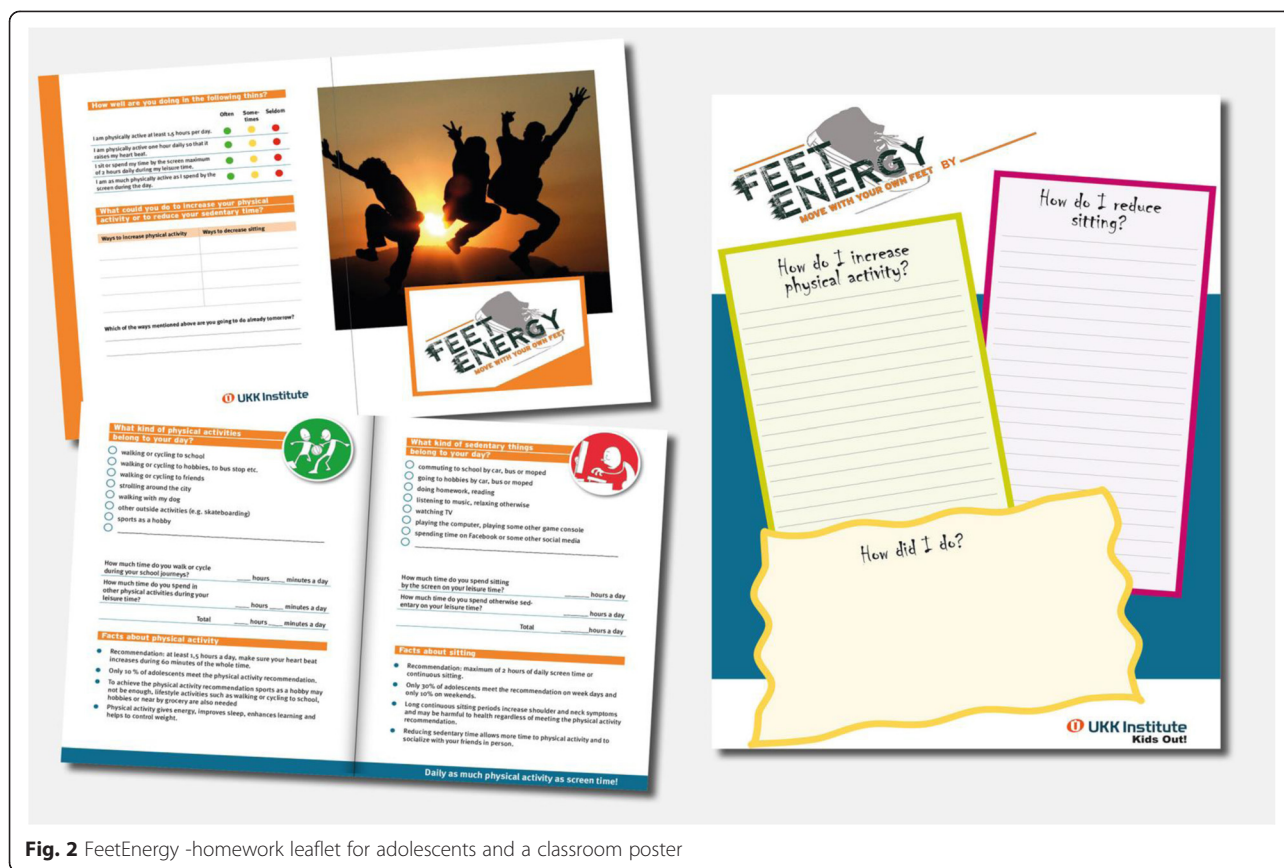 How well are you doing in the following thins?
Often Some-times Seldom
I am physically active at least 1,5 hours per day.
I am physically active one hour daily so that it
raises my heart beat.
I sit or spend my time by the screen maximum
of 2 hours daily during my leisure time.
I am as much physically active as I spend by the
screen during the day.
What could you do to increase your physical
activity or to reduce your sedentary time?
Ways to increase physical activity Ways to decrease sitting
Which of the ways mentioned above are you going to do already tomorrow?
UKK Institute
FEET
ENERGY
MOVE WITH YOUR OWN FEET
What kind of physical activities
belong to your day?
walking or cycling to school
walking or cycling to hobbies, to bus stop etc.
walking or cycling to friends
strolling around the city
walking with my dog
other outside activities (e.g. skateboarding)
sports as a hobby
How much time do you walk or cycle
during your school journeys? ____ hours ____ minutes a day
How much time do you spend in
other physical activities during your
leisure time? ____ hours ____ minutes a day
Total ____ hours ____ minutes a day
Facts about physical activity
Recommendation: at least 1,5 hours a day, make sure your heart beat
increases during 60 minutes of the whole time.
Only 10 % of adolescents meet the physical activity recommendation.
To achieve the physical activity recommendation sports as a hobby may
not be enough, lifestyle activities such as walking or cycling to school,
hobbies or near by grocery are also needed
Physical activity gives energy, improves sleep, enhances learning and
helps to control weight.
What kind of sedentary things
belong to your day?
commuting to school by car, bus or moped
going to hobbies by car, bus or moped
doing homework, reading
listening to music, relaxing otherwise
watching TV
playing the computer, playing some other game console
spending time on Facebook or some other social media
How much time do you spend sitting
by the screen on your leisure time? ________ hours a day
How much time do you spend otherwise sed-
entary on your leisure time? ________ hours a day
Total ________hours a day
Facts about sitting
Recommendation: maximum of 2 hours of daily screen time or
continuous sitting.
Only 30% of adolescents meet the recommendation on week days and
only 10% on weekends.
Long continuous sitting periods increase shoulder and neck symptoms
and may be harmful to health regardless of meeting the physical activity
recommendation.
Reducing sedentary time allows more time to physical activity and to
socialize with your friends in person.
Daily as much physical activity as screen time!
FEET
ENERGY BY
MOVE WITH YOUR OWN FEET
How do I increase
physical activity?
How do I reduce
sitting?
How did I do?
UKK Institute
Kids Out!
Fig. 2 FeetEnergy -homework leaflet for adolescents and a classroom poster